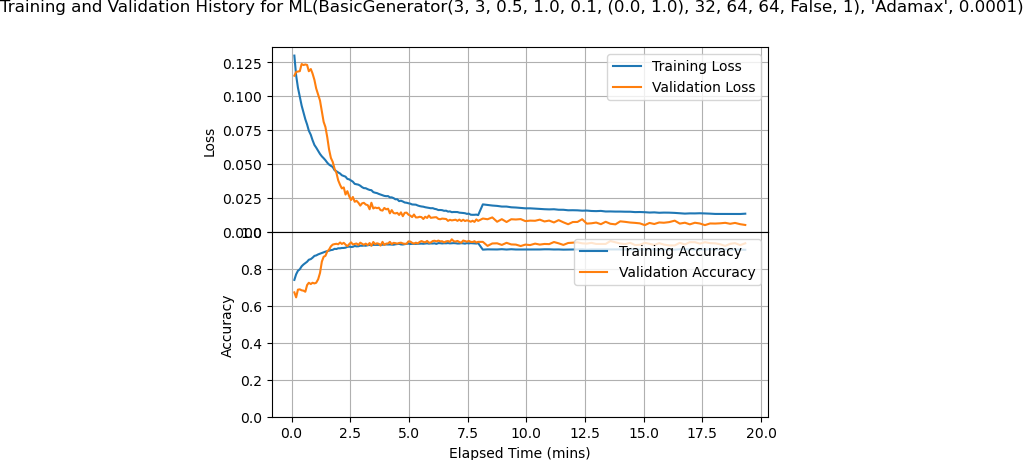 Training and Validation History for ML(BasicGenerator(3, 3, 0.5, 1.0, 0.1, (0.0, 1.0), 32, 64, 64, False, 1), 'Adamax', 0.0001)
0.125
0.100
0.075
0.050
0.025
0.000
Loss
Training Loss
Validation Loss
1.0
0.8
0.6
0.4
0.2
0.0
Accuracy
Training Accuracy
Validation Accuracy
0.0 2.5 5.0 7.5 10.0 12.5 15.0 17.5 20.0
Elapsed Time (mins)